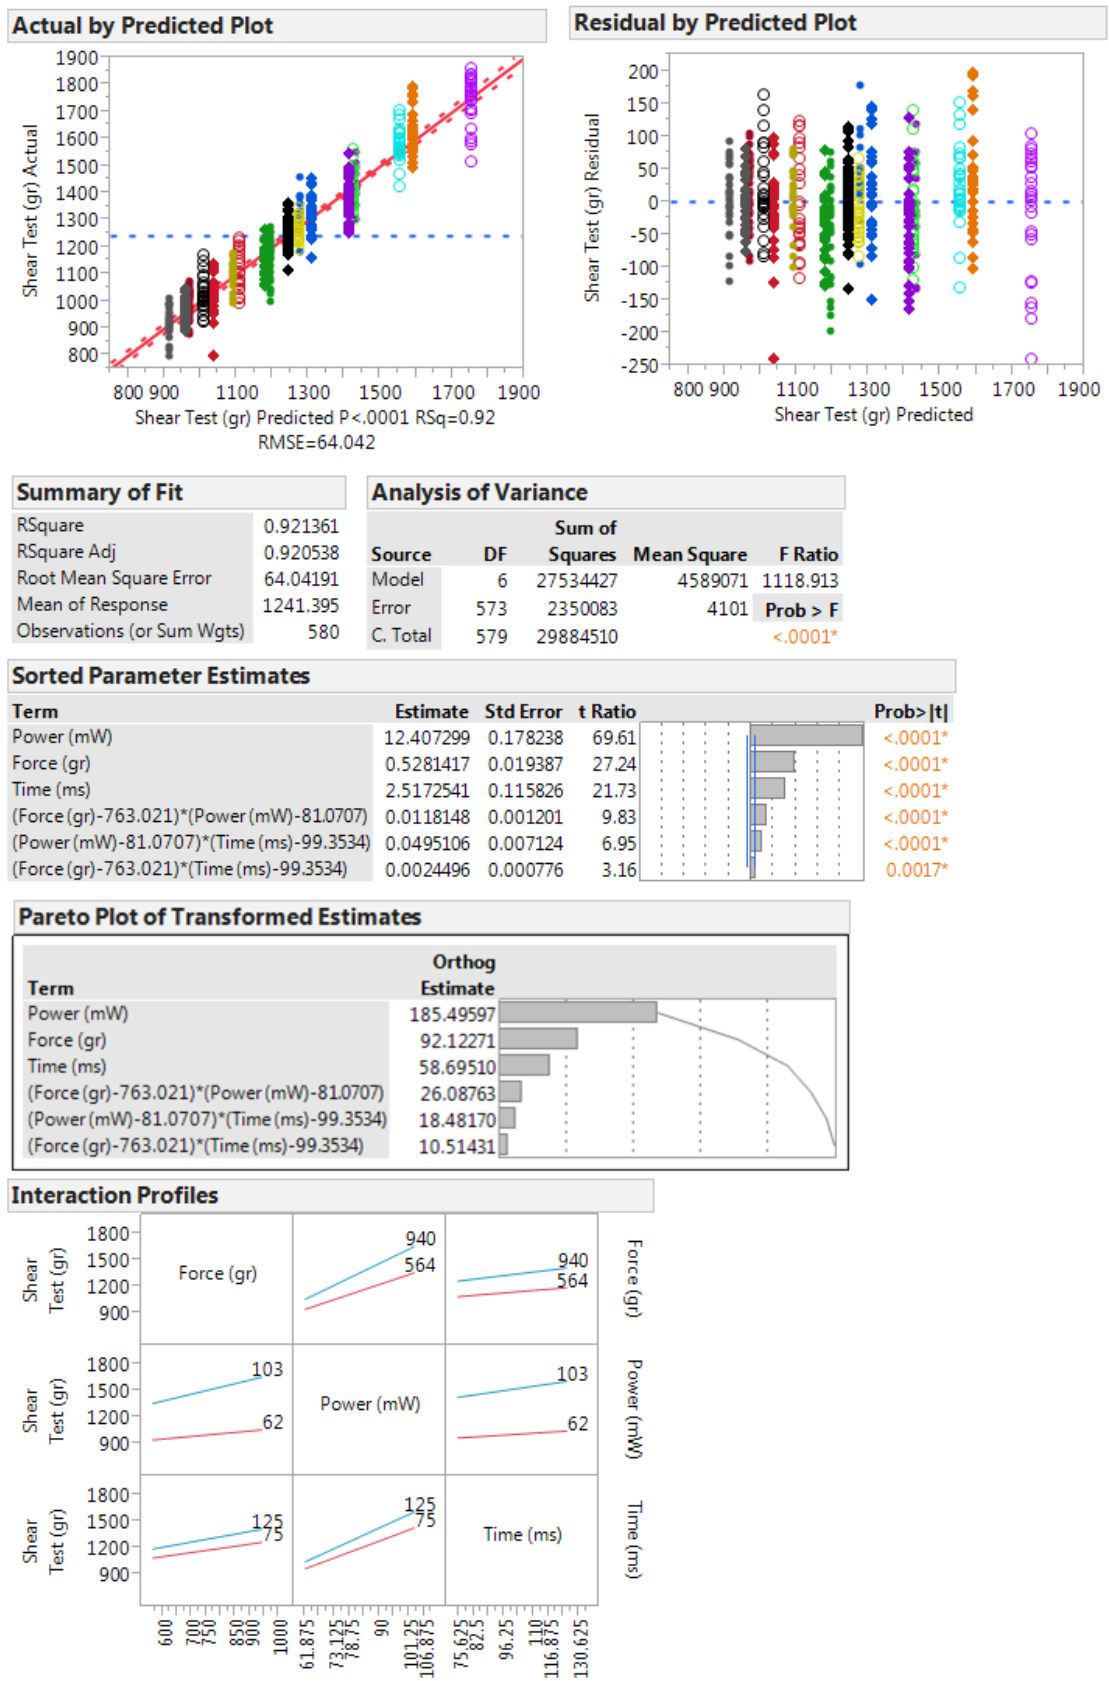 Actual by Predicted Plot
Shear Test (gr) Actual
1900
1800
1700
1600
1500
1400
1300
1200
1100
1000
900
800
800 900 1100 1300 1500 1700 1900
Shear Test (gr) Predicted P<.0001 RSq=0.92
RMSE=64.042
Residual by Predicted Plot
Shear Test (gr) Residual
200
150
100
50
0
-50
-100
-150
-200
-250
800 900 1100 1300 1500 1700 1900
Shear Test (gr) Predicted
Summary of Fit
RSquare 0.921361
RSquare Adj 0.920538
Root Mean Square Error 64.04191
Mean of Response 1241.395
Observations (or Sum Wgts) 580
Analysis of Variance
Sum of
Source DF Squares Mean Square F Ratio
Model 6 27534427 4589071 1118.913
Error 573 2350083 4101 Prob > F
C. Total 579 29884510 <.0001*
Sorted Parameter Estimates
Term Estimate Std Error t Ratio Prob>|t|
Power (mW) 12.407299 0.178238 69.61 <.0001*
Force (gr) 0.5281417 0.019387 27.24 <.0001*
Time (ms) 2.5172541 0.115826 21.73 <.0001*
(Force (gr)-763.021)*(Power (mW)-81.0707) 0.0118148 0.001201 9.83 <.0001*
(Power (mW)-81.0707)*(Time (ms)-99.3534) 0.0495106 0.007124 6.95 <.0001*
(Force (gr)-763.021)*(Time (ms)-99.3534) 0.0024496 0.000776 3.16 0.0017*
Pareto Plot of Transformed Estimates
Orthog
Term Estimate
Power (mW) 185.49597
Force (gr) 92.12271
Time (ms) 58.69510
(Force (gr)-763.021)*(Power (mW)-81.0707) 26.08763
(Power (mW)-81.0707)*(Time (ms)-99.3534) 18.48170
(Force (gr)-763.021)*(Time (ms)-99.3534) 10.51431
Interaction Profiles
Shear
Test (gr)
1800
1500
1200
900
Force (gr)
940
564
940
564
Force (gr)
Shear
Test (gr)
1800
1500
1200
900
103
62
Power (mW)
103
62
Power (mW)
Shear
Test (gr)
1800
1500
1200
900
125
75
125
75
Time (ms)
Time (ms)
600 700 750 850 900 1000 61.875 73.125 78.75 90 101.25 106.875 75.625 82.5 96.25 110 116.875 130.625